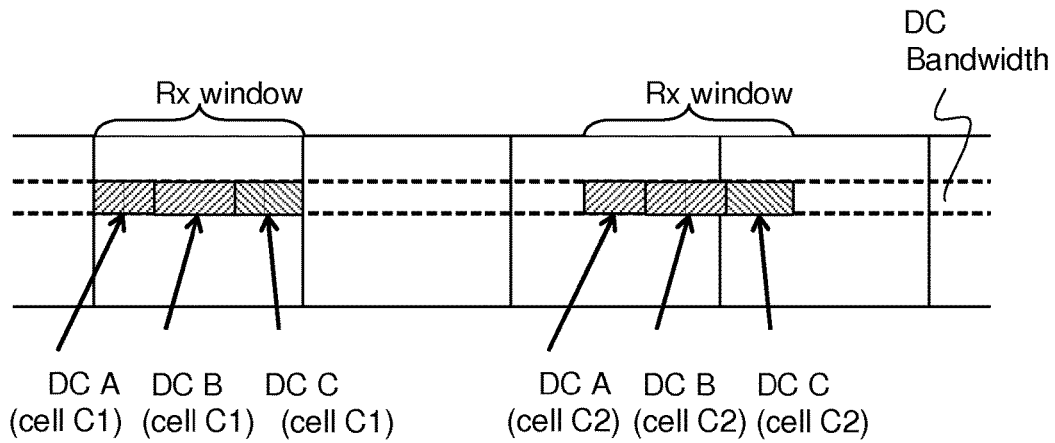 DC
Bandwidth
Rx window
Rx window
DC A
(cell C1)
DC B
(cell C1)
DC C
(cell C1)
DC A
(cell C2)
DC B
(cell C2)
DC C
(cell C2)